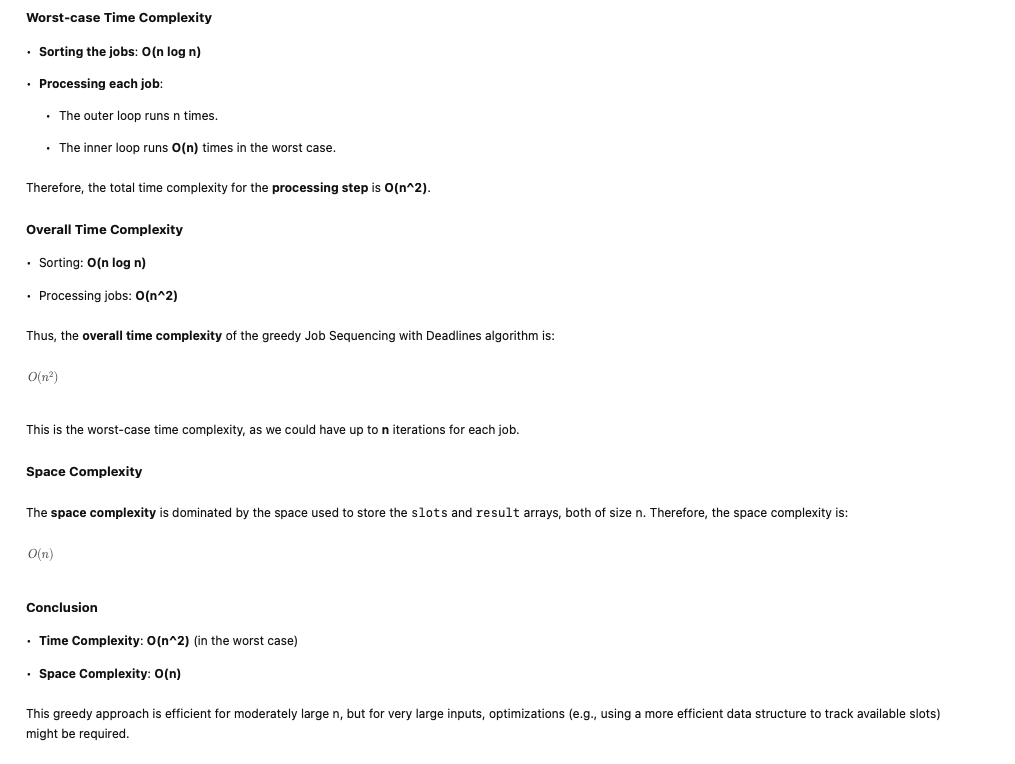 Worst-case Time Complexity
• Sorting the jobs: O(n log n)
• Processing each job:
• The outer loop runs n times.
• The inner loop runs O(n) times in the worst case.
Therefore, the total time complexity for the processing step is O(n^2).
Overall Time Complexity
• Sorting: O(n log n)
• Processing jobs: O(n^2)
Thus, the overall time complexity of the greedy Job Sequencing with Deadlines algorithm is:
O(n²)
This is the worst-case time complexity, as we could have up to n iterations for each job.
Space Complexity
The space complexity is dominated by the space used to store the slots and result arrays, both of size n. Therefore, the space complexity is:
O(n)
Conclusion
• Time Complexity: O(n^2) (in the worst case)
• Space Complexity: O(n)
This greedy approach is efficient for moderately large n, but for very large inputs, optimizations (e.g., using a more efficient data structure to track available slots)
might be required.